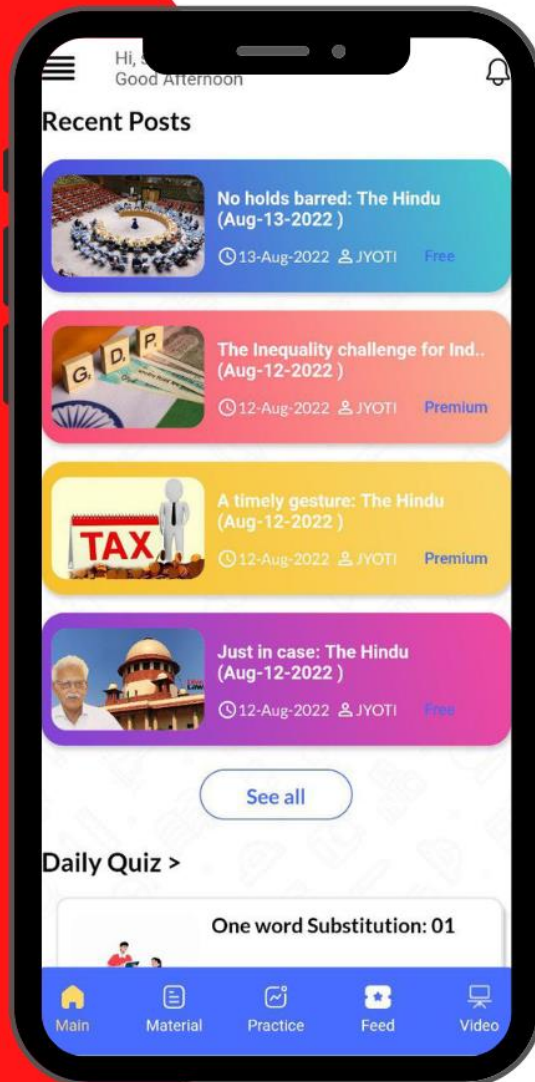 Hi,
Good Afternoon
Recent Posts
No holds barred: The Hindu
(Aug-13-2022 )
13-Aug-2022 JYOTI Free
G D P
The Inequality challenge for Ind..
(Aug-12-2022 )
12-Aug-2022 JYOTI Premium
A timely gesture: The Hindu
(Aug-12-2022 )
TAX
12-Aug-2022 JYOTI Premium
Just in case: The Hindu
(Aug-12-2022 )
12-Aug-2022 JYOTI Free
See all
Daily Quiz >
One word Substitution: 01
Main Material Practice Feed Video